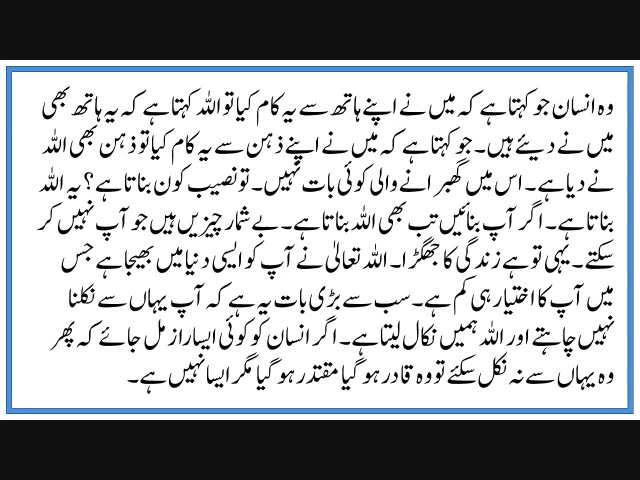 وہ انسان جو کہتا ہے کہ میں نے اپنے ہاتھ سے یہ کام کیا تو اللہ کہتا ہے کہ یہ ہاتھ بھی
میں نے دیئے ہیں۔ جو کہتا ہے کہ میں نے اپنے ذہن سے یہ کام کیا تو ذہن بھی اللہ
نے دیا ہے۔ اس میں گھبرانے والی کوئی بات نہیں۔ تو نصیب کون بناتا ہے؟ یہ اللہ
بناتا ہے۔ اگر آپ بنائیں تب بھی اللہ بناتا ہے۔ بے شمار چیزیں ہیں جو آپ نہیں کر
سکتے۔ یہی تو ہے زندگی کا جھگڑا۔ اللہ تعالیٰ نے آپ کو ایسی دنیا میں بھیجا ہے جس
میں آپ کا اختیار ہی کم ہے۔ سب سے بڑی بات یہ ہے کہ آپ یہاں سے نکلنا
نہیں چاہتے اور اللہ ہمیں نکال لیتا ہے۔ اگر انسان کو کوئی ایسا راز مل جائے کہ پھر
وہ یہاں سے نہ نکل سکئے تو وہ قادر ہو گیا مقتدر ہو گیا مگر ایسا نہیں ہے۔